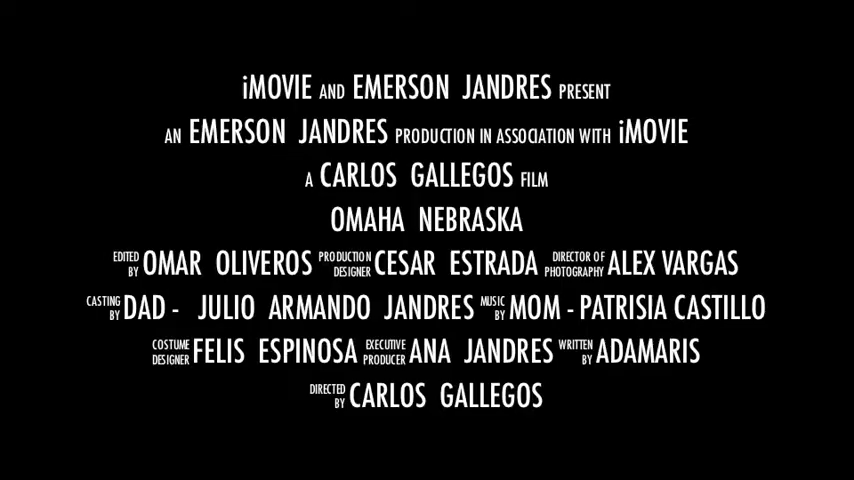 iMOVIE AND EMERSON JANDRES PRESENT
AN EMERSON JANDRES PRODUCTION IN ASSOCIATION WITH iMOVIE
A CARLOS GALLEGOS FILM
OMAHA NEBRASKA
EDITED BY OMAR OLIVEROS PRODUCTION DESIGNER CESAR ESTRADA DIRECTOR OF PHOTOGRAPHY ALEX VARGAS
CASTING BY DAD - JULIO ARMANDO JANDRES MUSIC BY MOM - PATRISIA CASTILLO
COSTUME DESIGNER FELIS ESPINOSA EXECUTIVE PRODUCER ANA JANDRES WRITTEN BY ADAMARIS
DIRECTED BY CARLOS GALLEGOS